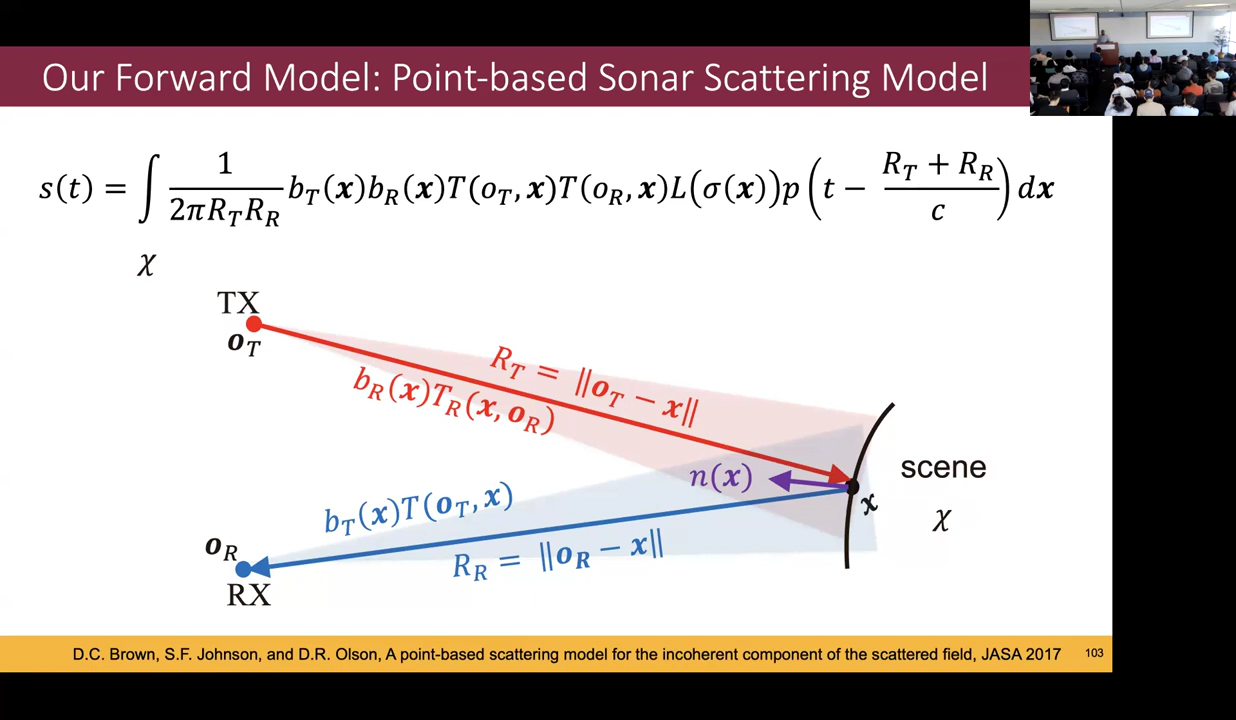 Our Forward Model: Point-based Sonar Scattering Model
s(t) = ∫_χ 1/(2πR_T R_R) b_T(x)b_R(x)T(o_T, x)T(o_R, x)L(σ(x))p(t − (R_T + R_R)/c) dx
TX
o_T
R_T = ‖o_T − x‖
b_R(x)T_R(x, o_R)
n(x)
scene
x
χ
b_T(x)T(o_T, x)
o_R
R_R = ‖o_R − x‖
RX
D.C. Brown, S.F. Johnson, and D.R. Olson, A point-based scattering model for the incoherent component of the scattered field, JASA 2017
103